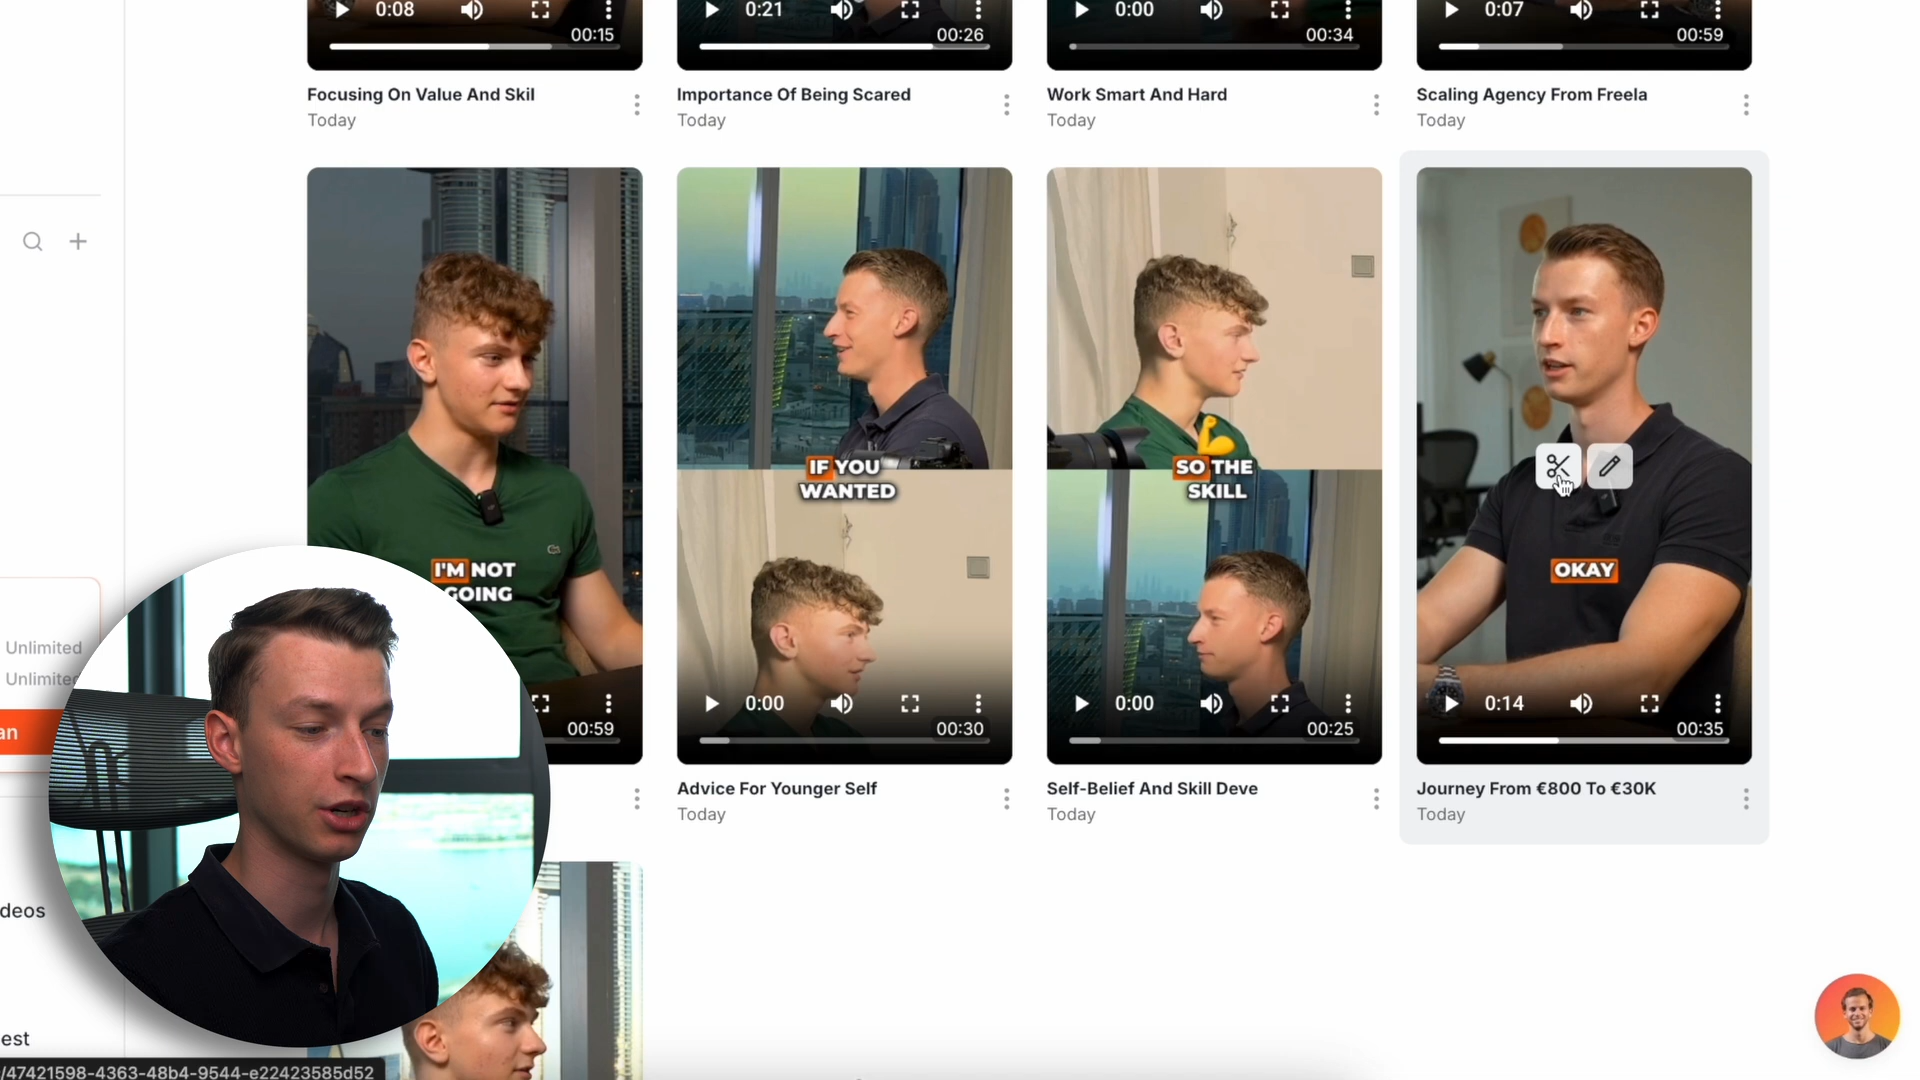 0:08
00:15
0:21
00:26
0:00
00:34
0:07
00:59
Focusing On Value And Skil
Today
Importance Of Being Scared
Today
Work Smart And Hard
Today
Scaling Agency From Freela
Today
I'M NOT
GOING
00:59
IF YOU
WANTED
0:00
00:30
SO THE
SKILL
0:00
00:25
OKAY
0:14
00:35
Advice For Younger Self
Today
Self-Belief And Skill Deve
Today
Journey From €800 To €30K
Today
Unlimited
Unlimited
an
deos
est
/47421598-4363-48b4-9544-e22423585d52